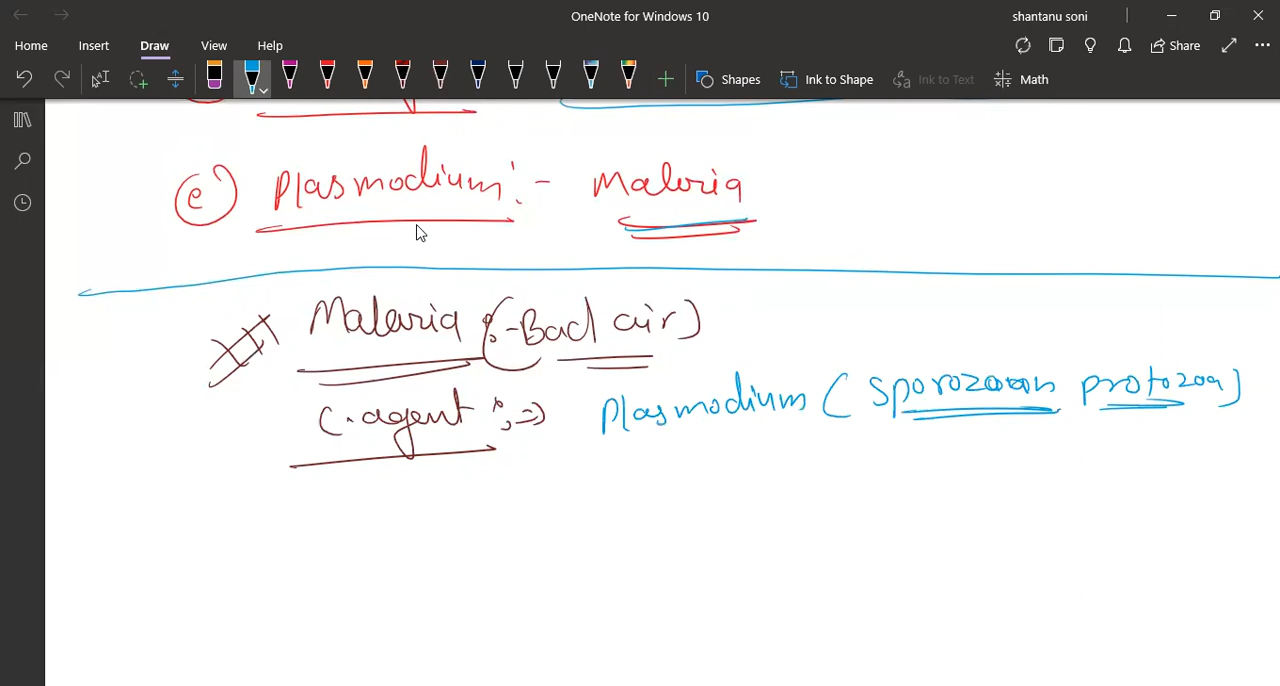 OneNote for Windows 10
shantanu soni
Home Insert Draw View Help
Share
Shapes Ink to Shape Ink to Text Math
e) Plasmodium :- Malaria
Malaria (:- Bad air)
C. agent :=> Plasmodium (Sporozoan protozoa)